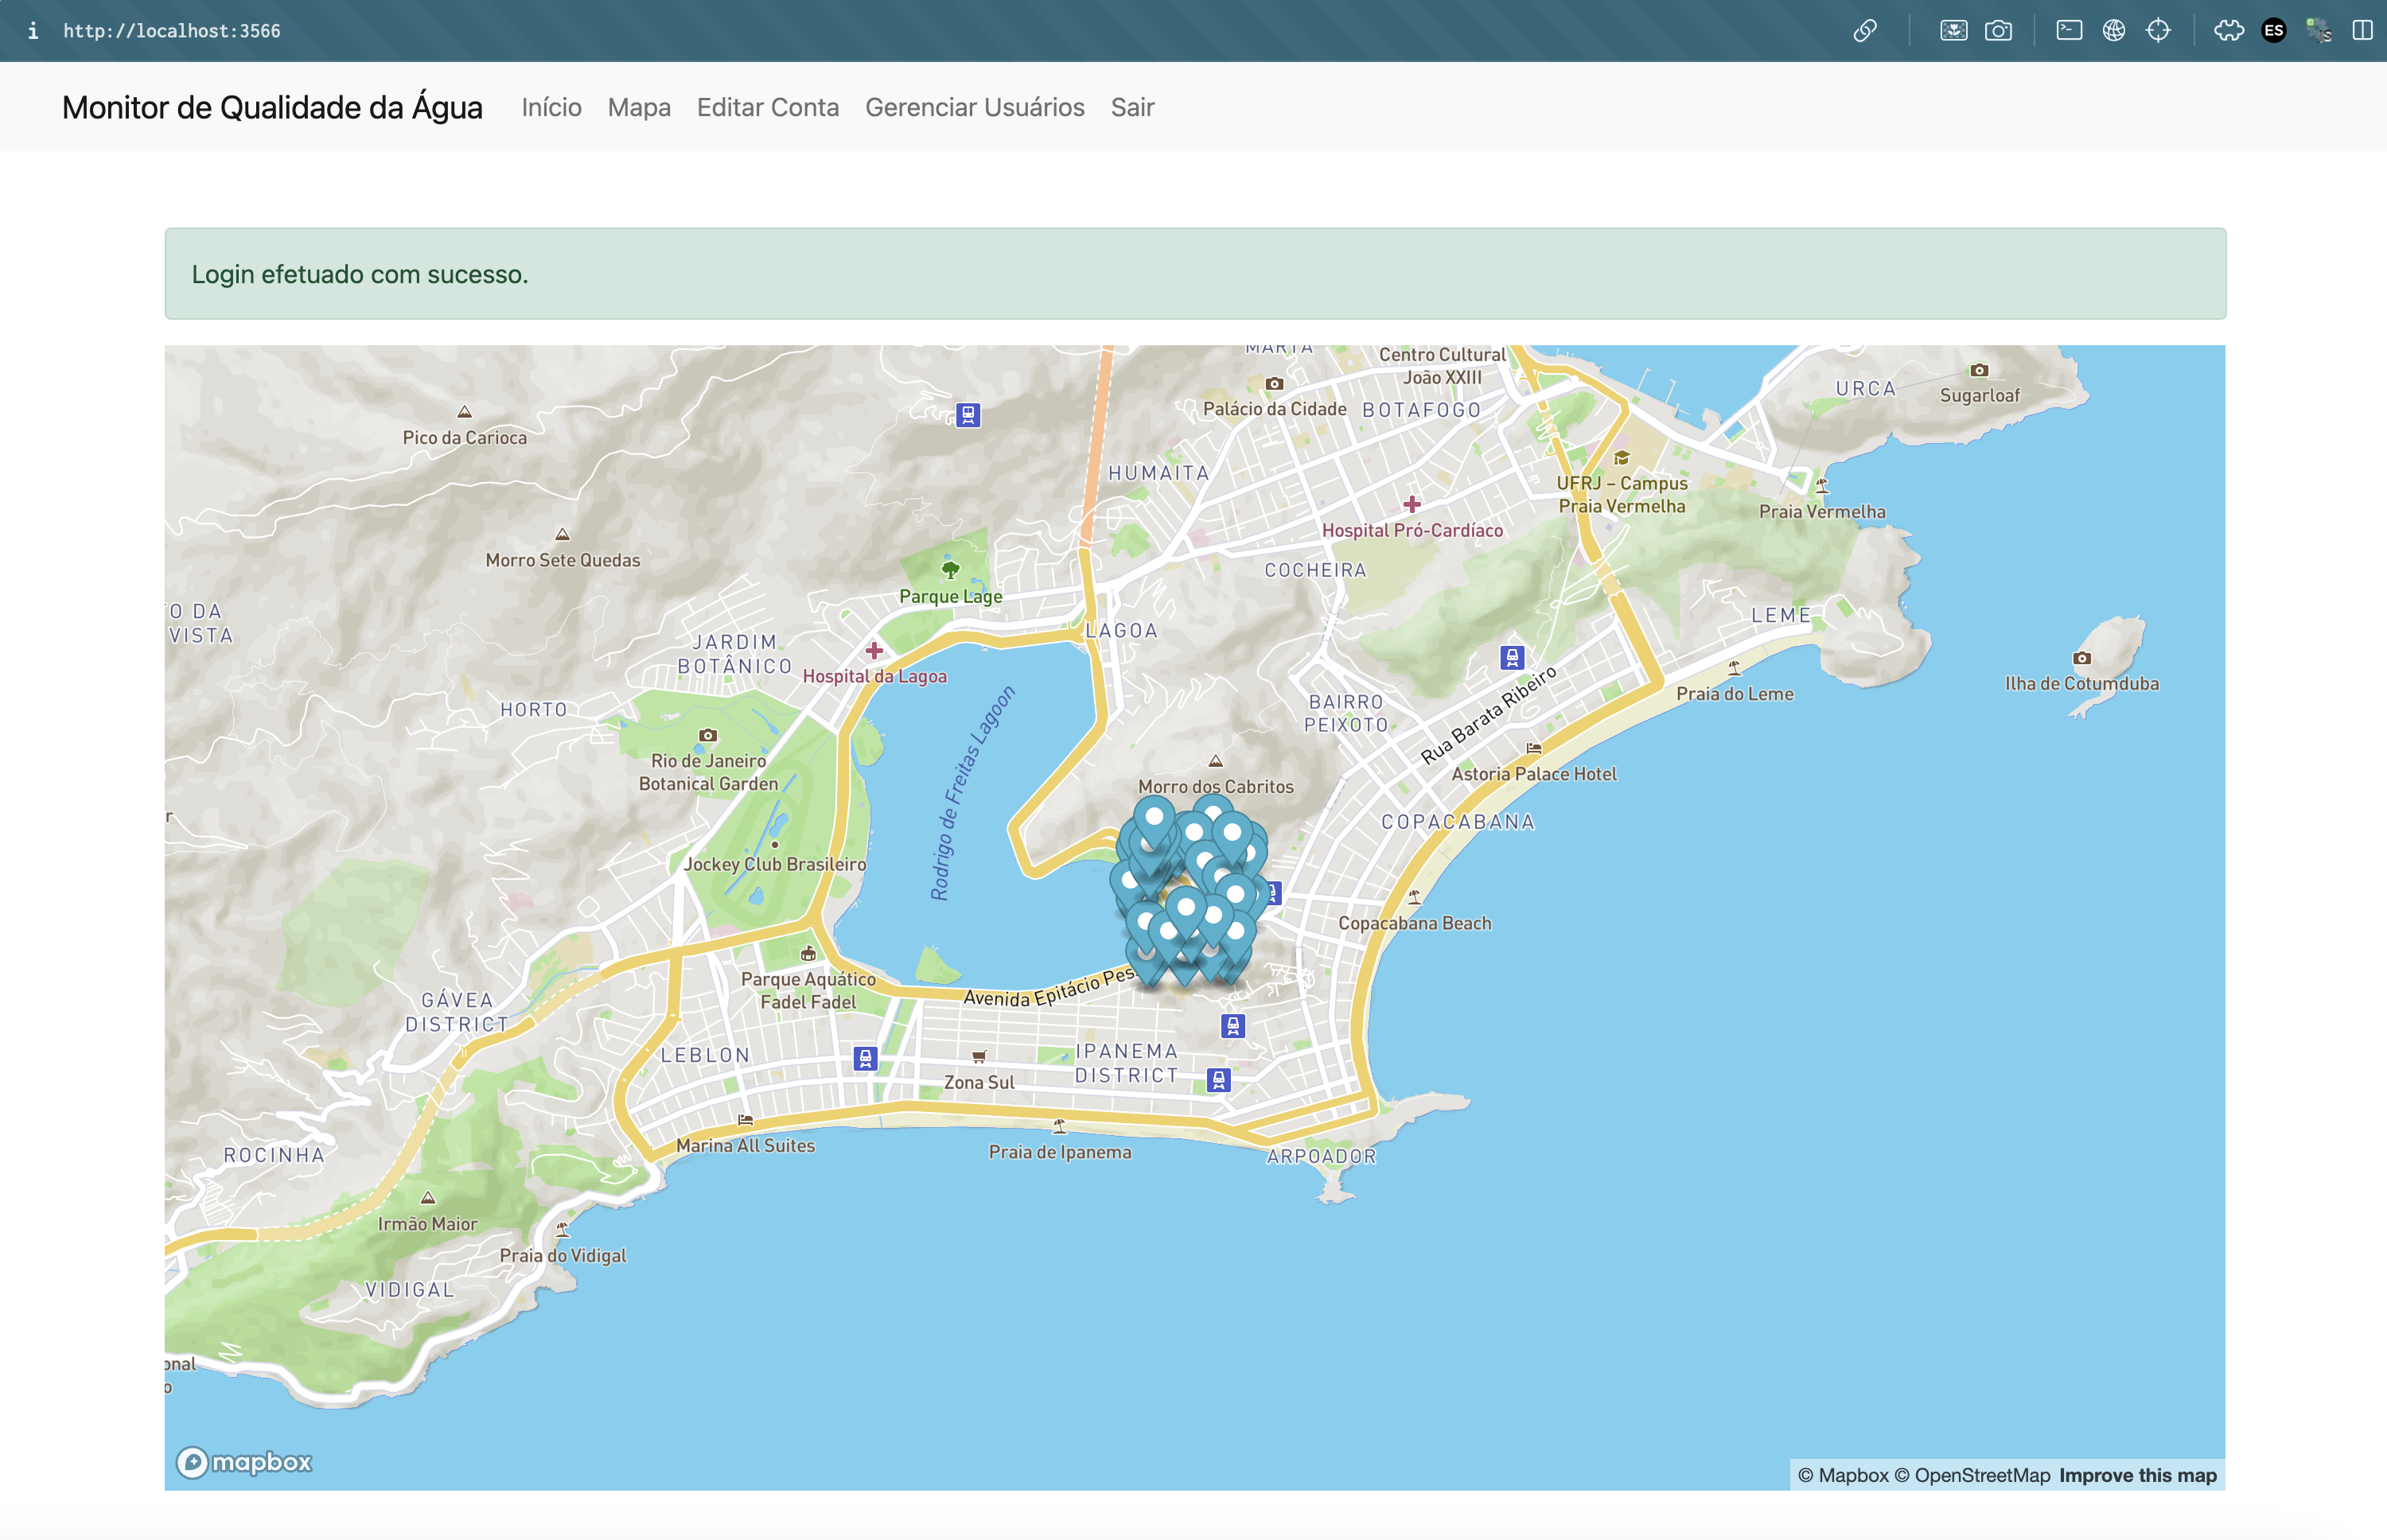 http://localhost:3566
ES
Monitor de Qualidade da Água Início Mapa Editar Conta Gerenciar Usuários Sair
Login efetuado com sucesso.
MARTA
Centro Cultural
João XXIII
Palácio da Cidade
BOTAFOGO
URCA
Sugarloaf
Pico da Carioca
HUMAITA
UFRJ – Campus
Praia Vermelha
Praia Vermelha
Hospital Pró-Cardíaco
Morro Sete Quedas
COCHEIRA
Parque Lage
O DA
VISTA
LAGOA
LEME
JARDIM
BOTÂNICO
Hospital da Lagoa
Rua Barata Ribeiro
Praia do Leme
Ilha de Cotumduba
HORTO
BAIRRO
PEIXOTO
Rodrigo de Freitas Lagoon
Rio de Janeiro
Botanical Garden
Astoria Palace Hotel
Morro dos Cabritos
r
COPACABANA
Jockey Club Brasileiro
Copacabana Beach
Parque Aquático
Fadel Fadel
Avenida Epitácio Pes
GÁVEA
DISTRICT
LEBLON
IPANEMA
DISTRICT
Zona Sul
Marina All Suites
Praia de Ipanema
ARPOADOR
ROCINHA
Irmão Maior
Praia do Vidigal
VIDIGAL
onal
o
mapbox
© Mapbox © OpenStreetMap Improve this map